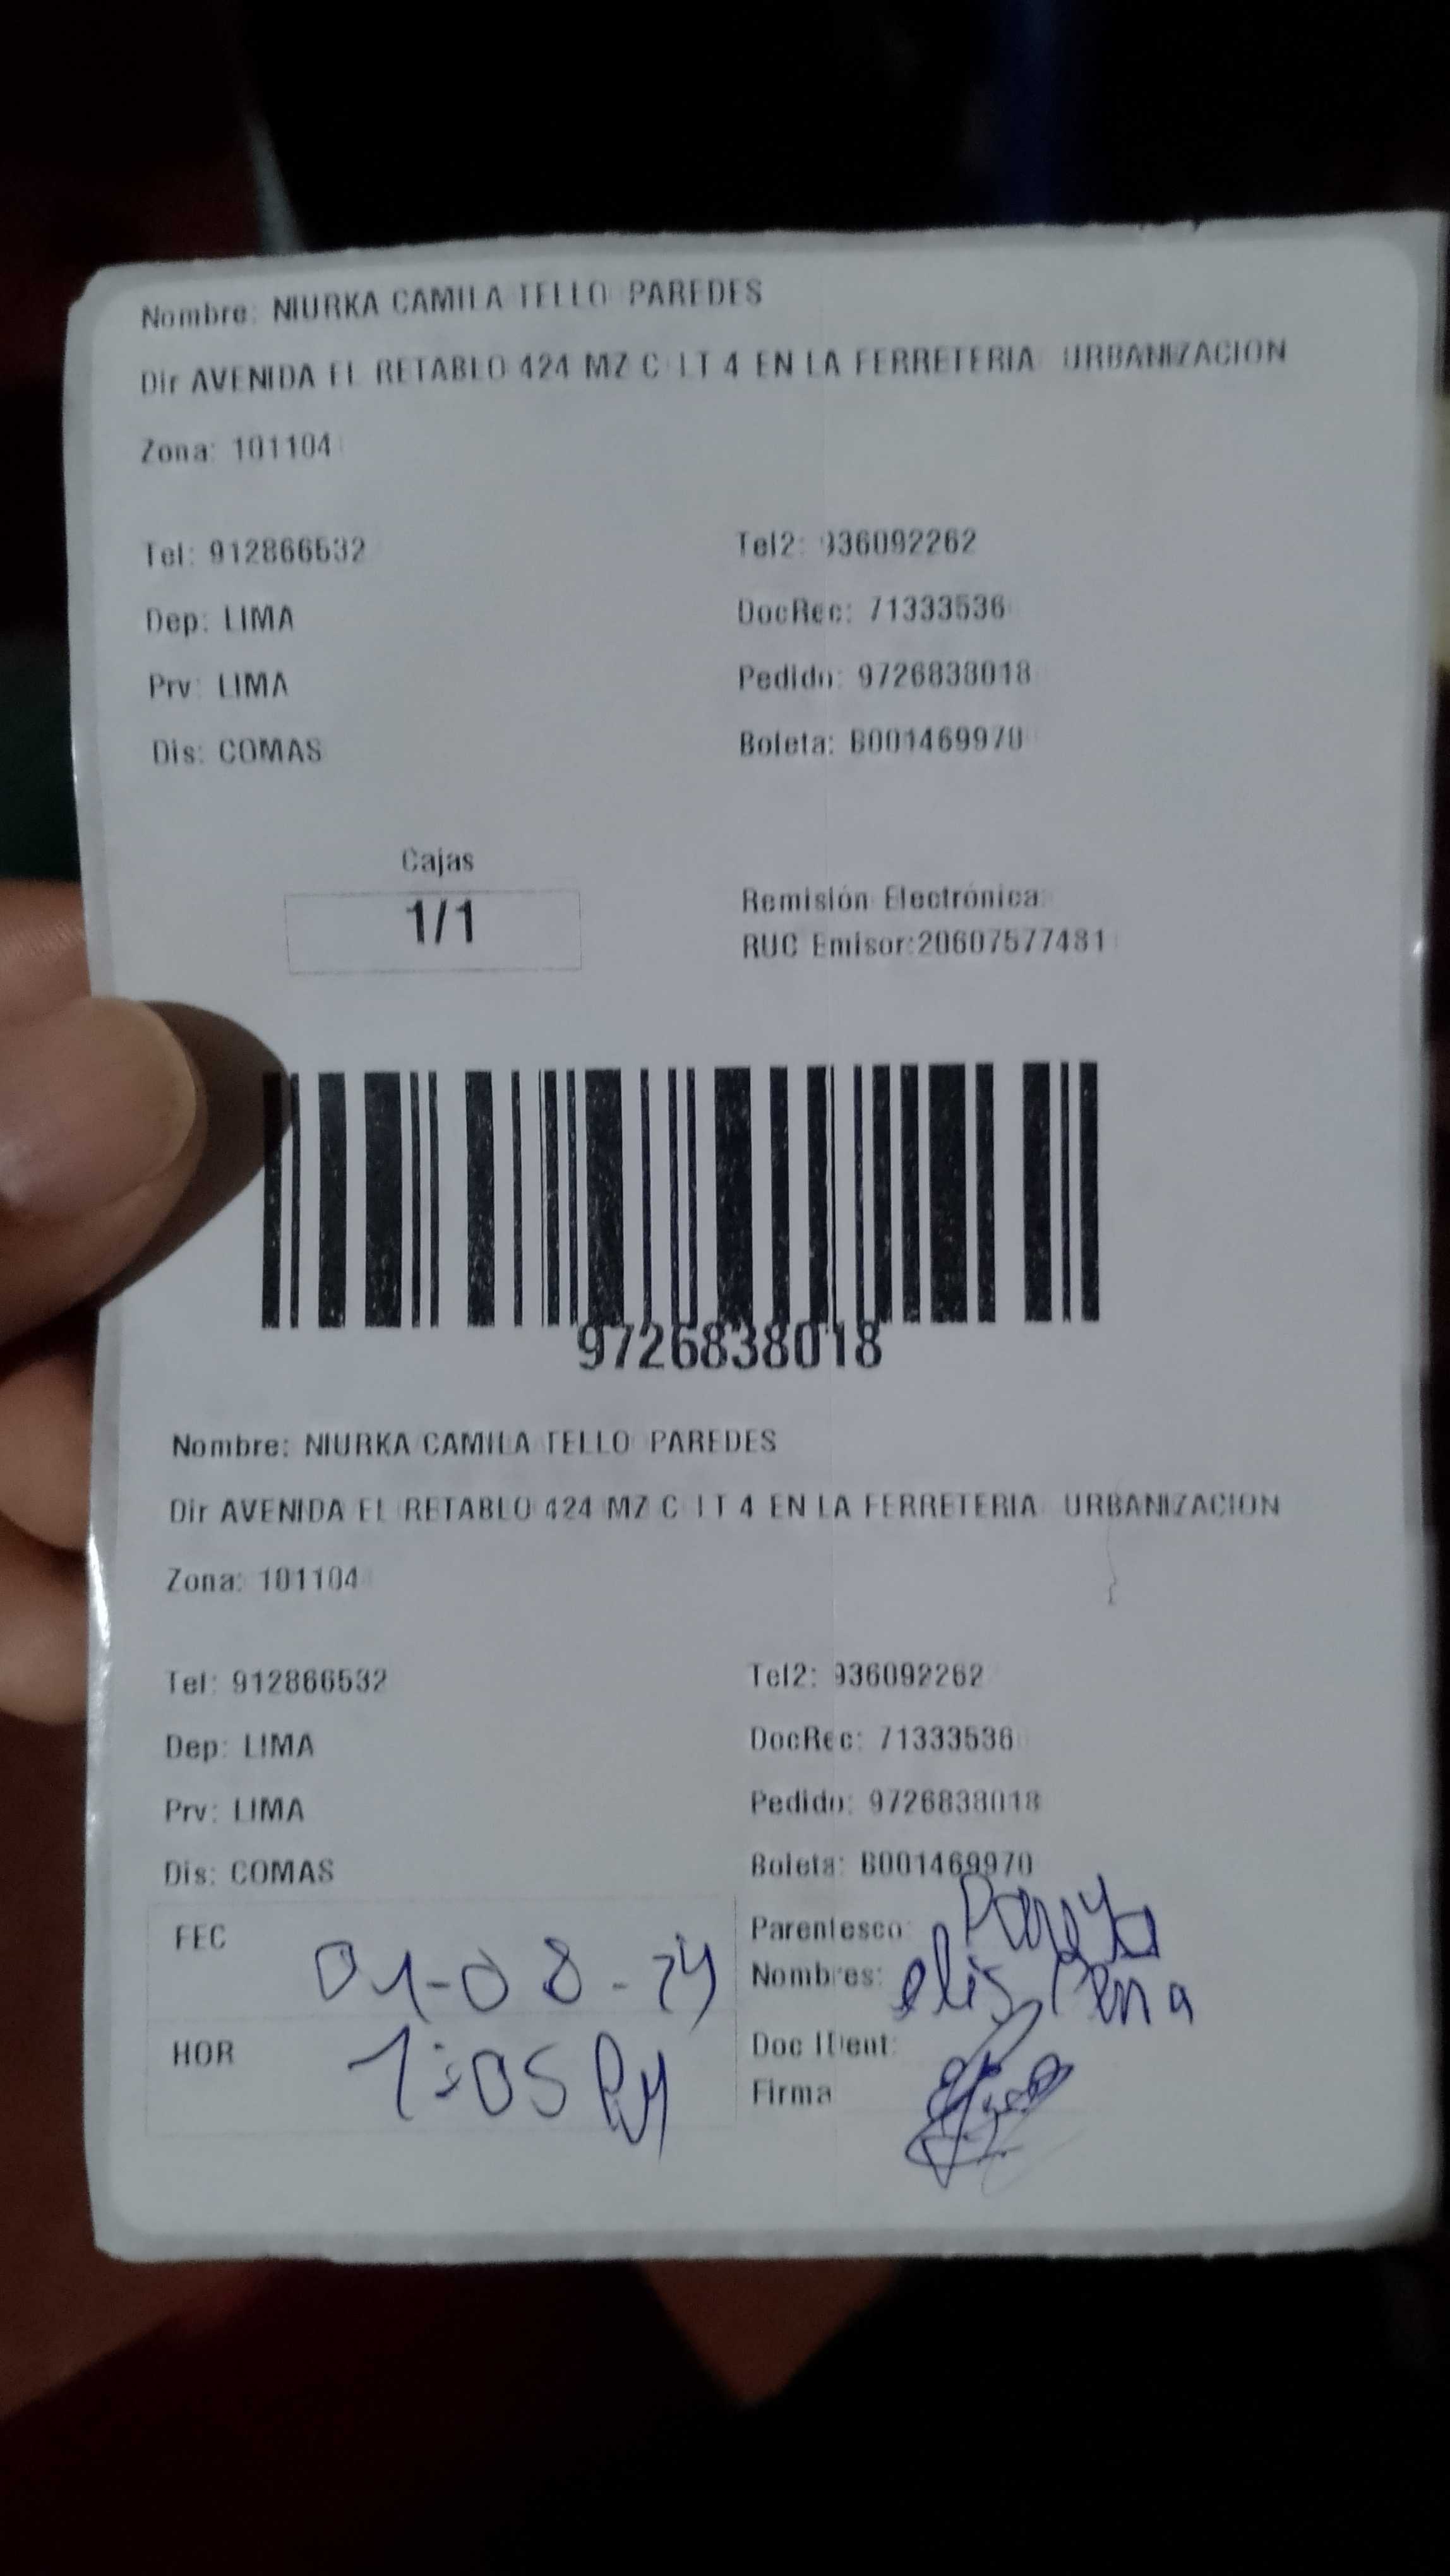 Nombre: NIURKA CAMILA TELLO PAREDES
Dir AVENIDA EL RETABLO 424 MZ C LT 4 EN LA FERRETERIA URBANIZACION
Zona: 101104
Tel: 912866532 Tel2: 936092262
Dep: LIMA DocRec: 71333536
Prv: LIMA Pedido: 9726838018
Dis: COMAS Boleta: B001469970
Cajas
1/1
Remisión Electrónica:
RUC Emisor:20607577481
9726838018
Nombre: NIURKA CAMILA TELLO PAREDES
Dir AVENIDA EL RETABLO 424 MZ C LT 4 EN LA FERRETERIA URBANIZACION
Zona: 101104
Tel: 912866532 Tel2: 936092262
Dep: LIMA DocRec: 71333536
Prv: LIMA Pedido: 9726838018
Dis: COMAS Boleta: B001469970
FEC Parentesco: Pareja
Nombres: elis Pena
HOR 1:05 PM Doc IDent:
Firma